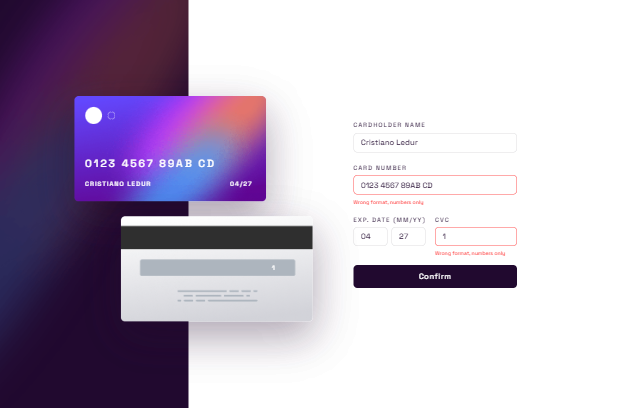 0123 4567 89AB CD
CRISTIANO LEDUR 04/27
1
CARDHOLDER NAME
Cristiano Ledur
CARD NUMBER
0123 4567 89AB CD
Wrong format, numbers only.
EXP. DATE (MM/YY) CVC
04 27 1
Wrong format, numbers only.
Confirm